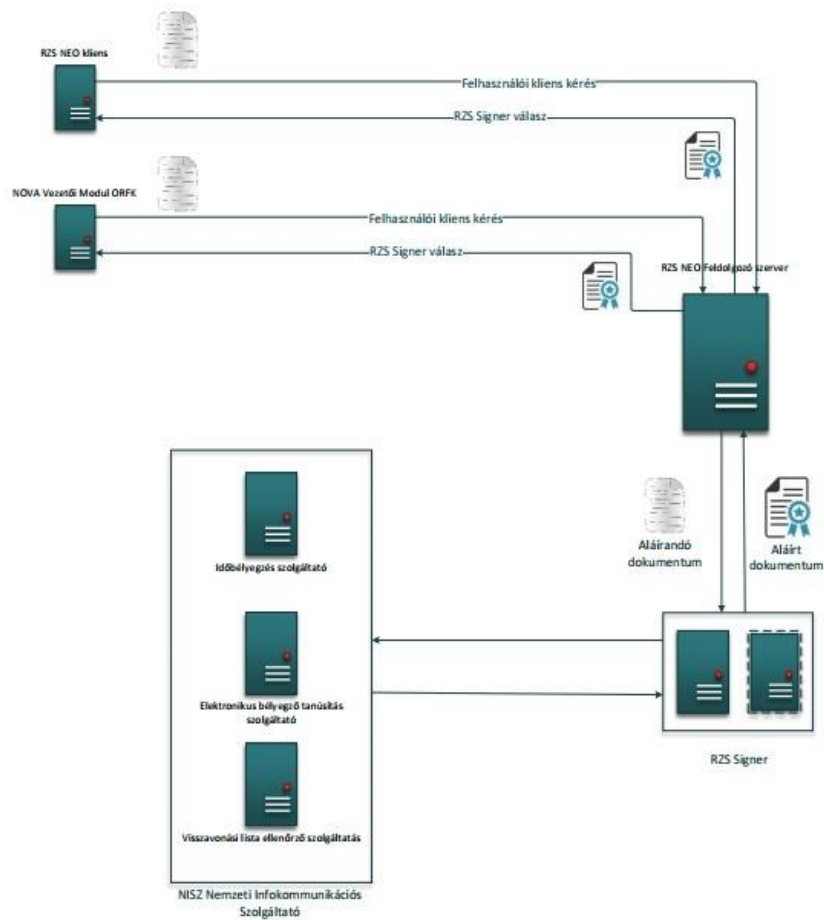 RZS NEO kliens
Felhasználói kliens kérés
RZS Signer válasz
NOVA Vezetői Modul ORFK
Felhasználói kliens kérés
RZS Signer válasz
RZS NEO Feldolgozó szerver
Aláírandó
dokumentum
Aláírt
dokumentum
Időbélyegzés szolgáltató
Elektronikus bélyegző tanúsítás
szolgáltató
RZS Signer
Visszavonási lista ellenőrző szolgáltatás
NISZ Nemzeti Infokommunikációs
Szolgáltató